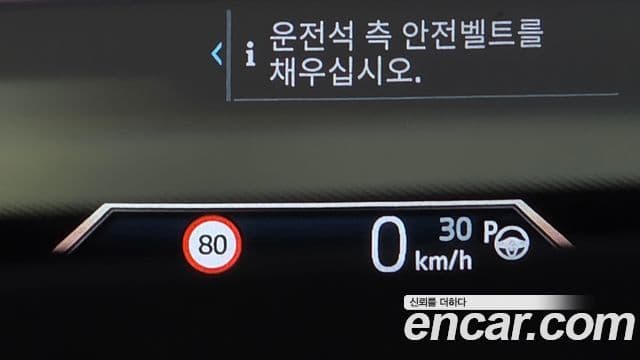 운전석 측 안전벨트를
채우십시오.
80
0 30 P
km/h
신뢰를 더하다
encar.com